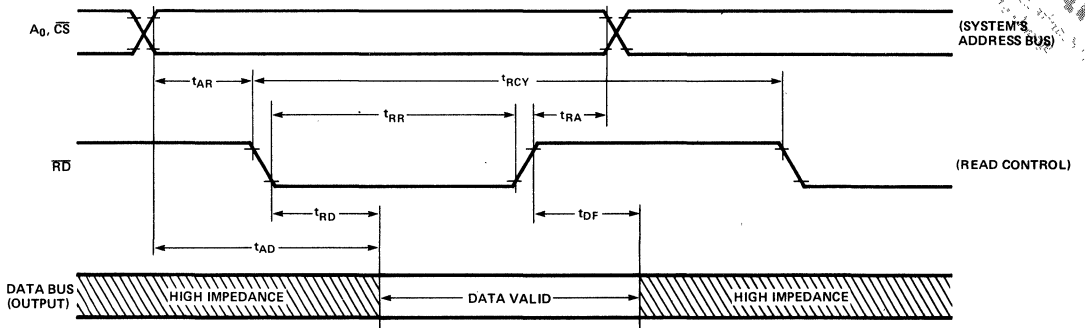 A0, CS
(SYSTEM'S
ADDRESS BUS)
tAR
tRCY
tRR
tRA
RD
(READ CONTROL)
tRD
tDF
tAD
DATA BUS
(OUTPUT)
HIGH IMPEDANCE
DATA VALID
HIGH IMPEDANCE